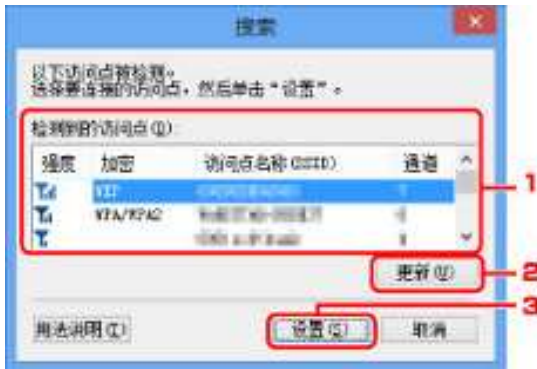 搜索
以下访问点被检测。
选择要连接的访问点，然后单击“设置”。
检测到的访问点(D)
强度 加密 访问点名称(SSID) 通道
WEP
WPA/WPA2
1
更新(U) 2
3
用法说明(I) 设置(S) 取消